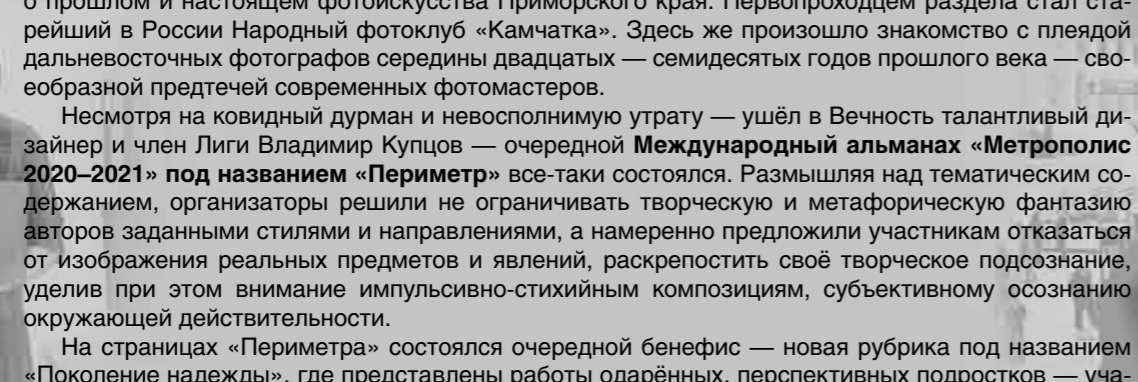 о прошлом и настоящем фотоискусства Приморского края. Первопроходцем раздела стал ста-
рейший в России Народный фотоклуб «Камчатка». Здесь же произошло знакомство с плеядой
дальневосточных фотографов середины двадцатых — семидесятых годов прошлого века — сво-
еобразной предтечей современных фотомастеров.
Несмотря на ковидный дурман и невосполнимую утрату — ушёл в Вечность талантливый ди-
зайнер и член Лиги Владимир Купцов — очередной Международный альманах «Метрополис
2020–2021» под названием «Периметр» все-таки состоялся. Размышляя над тематическим со-
держанием, организаторы решили не ограничивать творческую и метафорическую фантазию
авторов заданными стилями и направлениями, а намеренно предложили участникам отказаться
от изображения реальных предметов и явлений, раскрепостить своё творческое подсознание,
уделив при этом внимание импульсивно-стихийным композициям, субъективному осознанию
окружающей действительности.
На страницах «Периметра» состоялся очередной бенефис — новая рубрика под названием
«Поколение надежды», где представлены работы одарённых, перспективных подростков — уча-